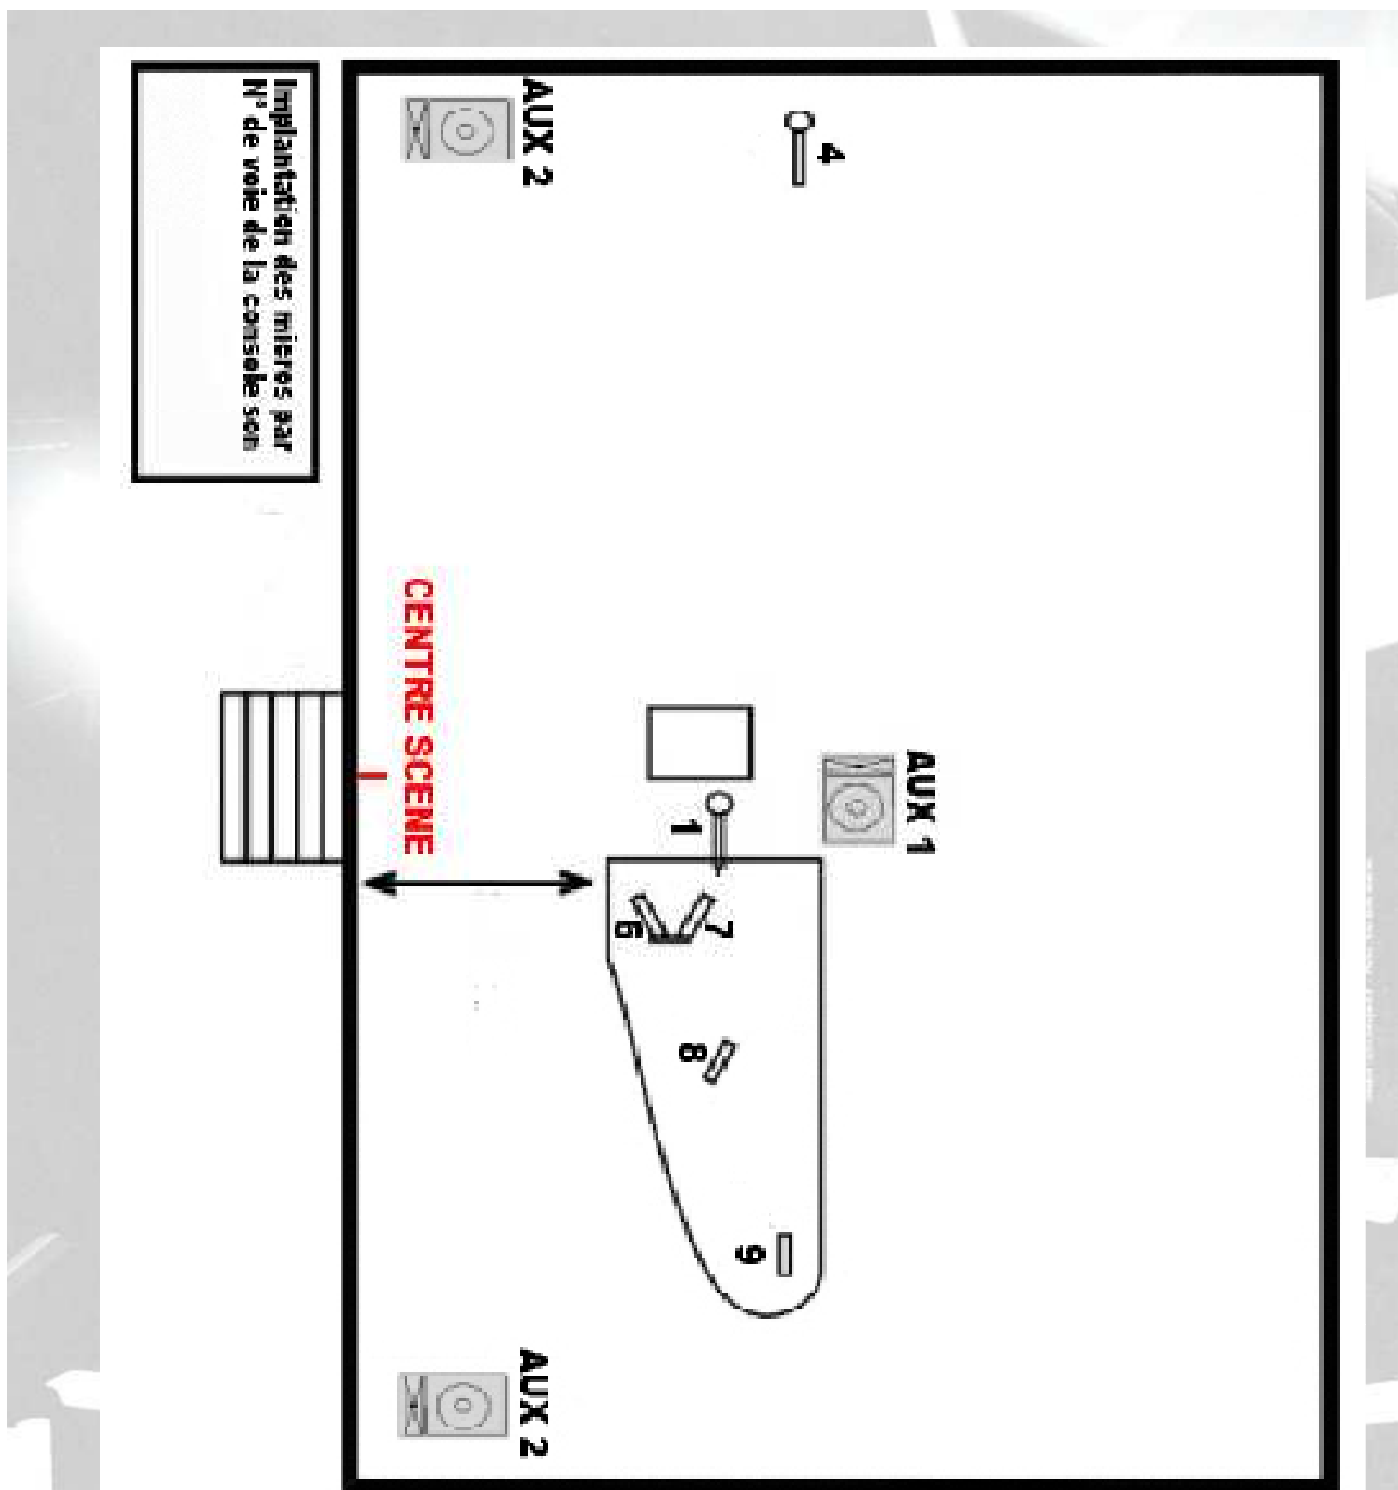 Implantation des micros par
N° de voie de la console son
AUX 2
4
CENTRE SCENE
AUX 1
1
6
7
8
9
AUX 2